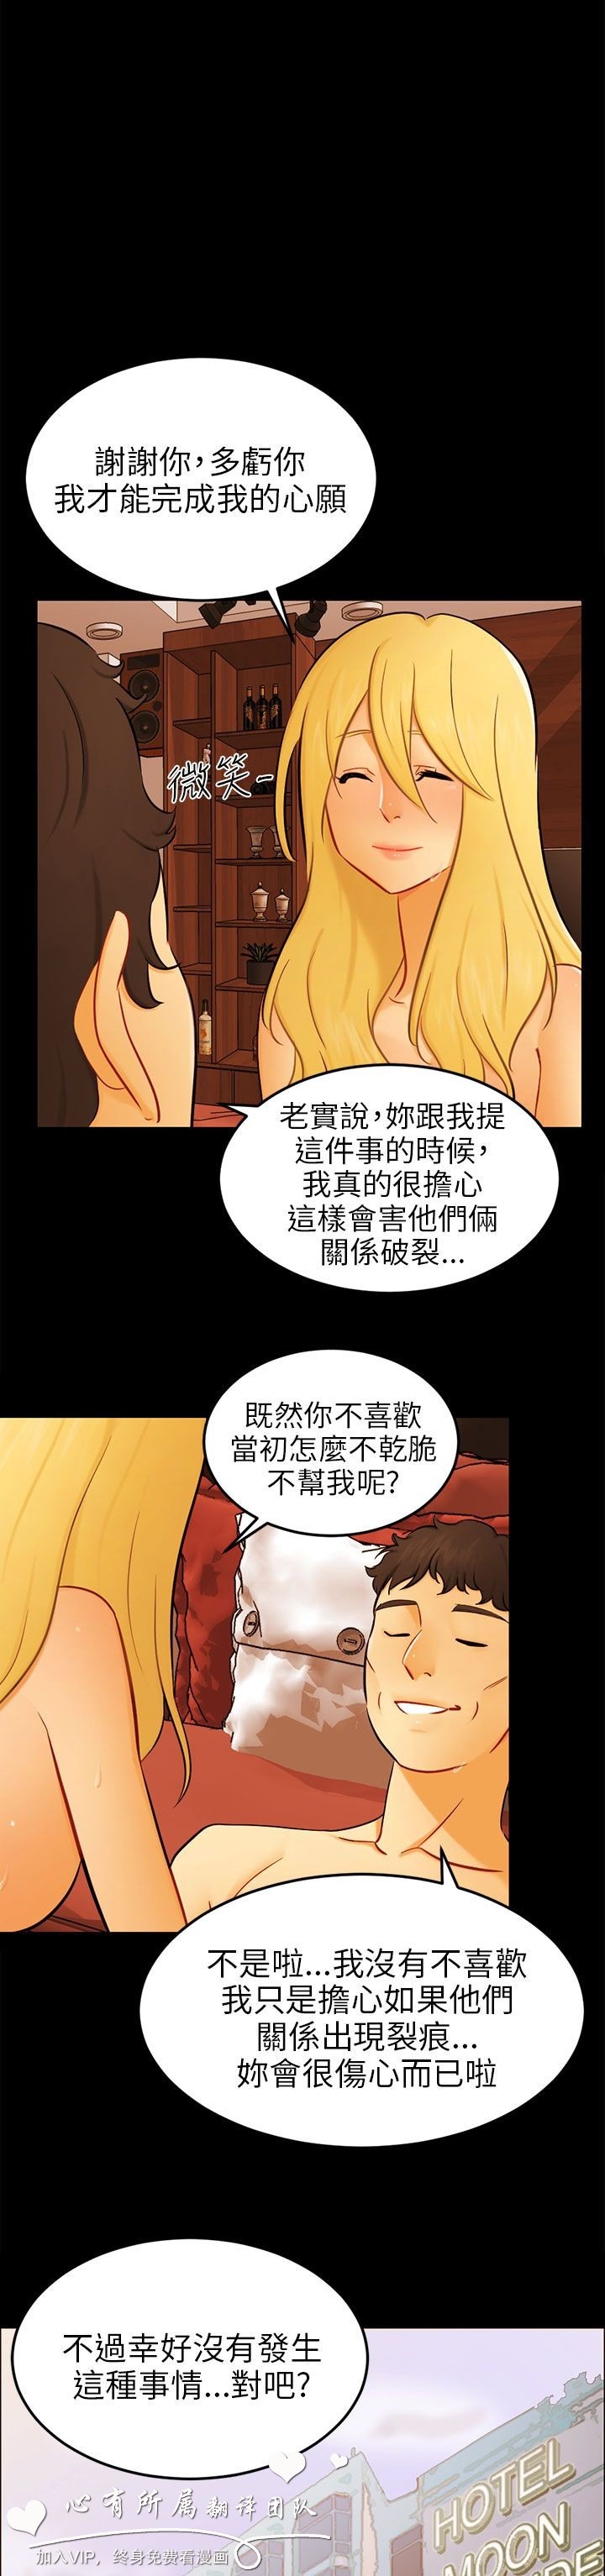 謝謝你,多虧你
我才能完成我的心願
微笑-
老實說,妳跟我提
這件事的時候,
我真的很擔心
這樣會害他們倆
關係破裂...
既然你不喜歡
當初怎麼不乾脆
不幫我呢?
不是啦...我沒有不喜歡
我只是擔心如果他們
關係出現裂痕...
妳會很傷心而已啦
不過幸好沒有發生
這種事情...對吧?
HOTEL
MOON
心有所属翻译团队
加入VIP，终身免费看漫画